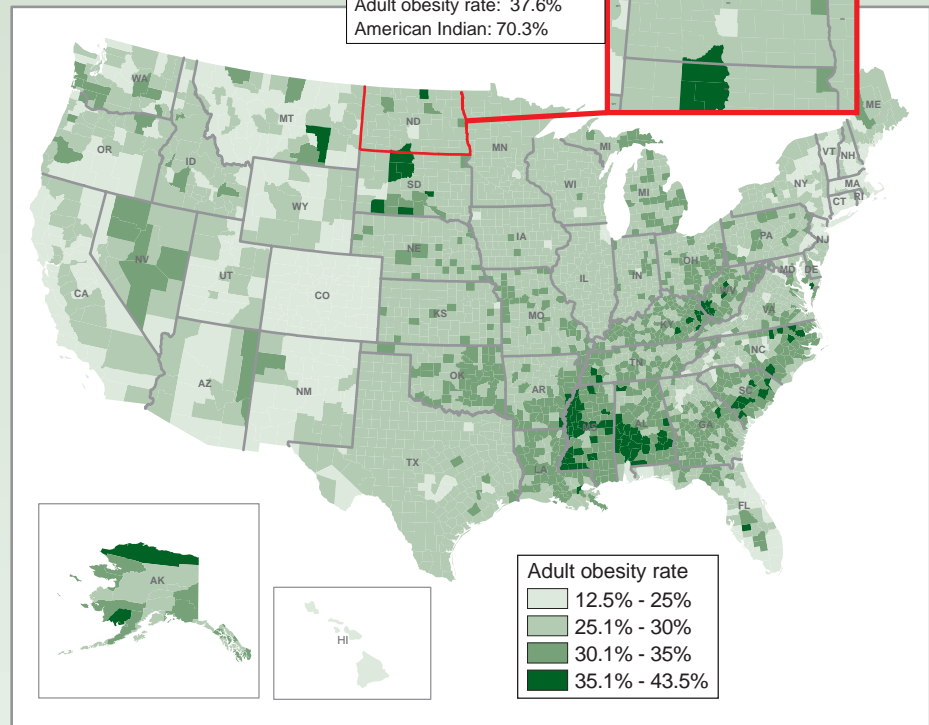 Adult obesity rate: 37.6%
American Indian: 70.3%
WA
MT
ND
MN
ME
OR
ID
SD
WI
MI
MI
VT
NH
NY
MA
CT
RI
WY
IA
PA
NJ
NE
NV
UT
CO
IL
IN
OH
MD
DE
CA
KS
MO
KY
WV
VA
TN
NC
AZ
NM
OK
AR
SC
MS
AL
GA
TX
LA
FL
AK
HI
Adult obesity rate
12.5% - 25%
25.1% - 30%
30.1% - 35%
35.1% - 43.5%